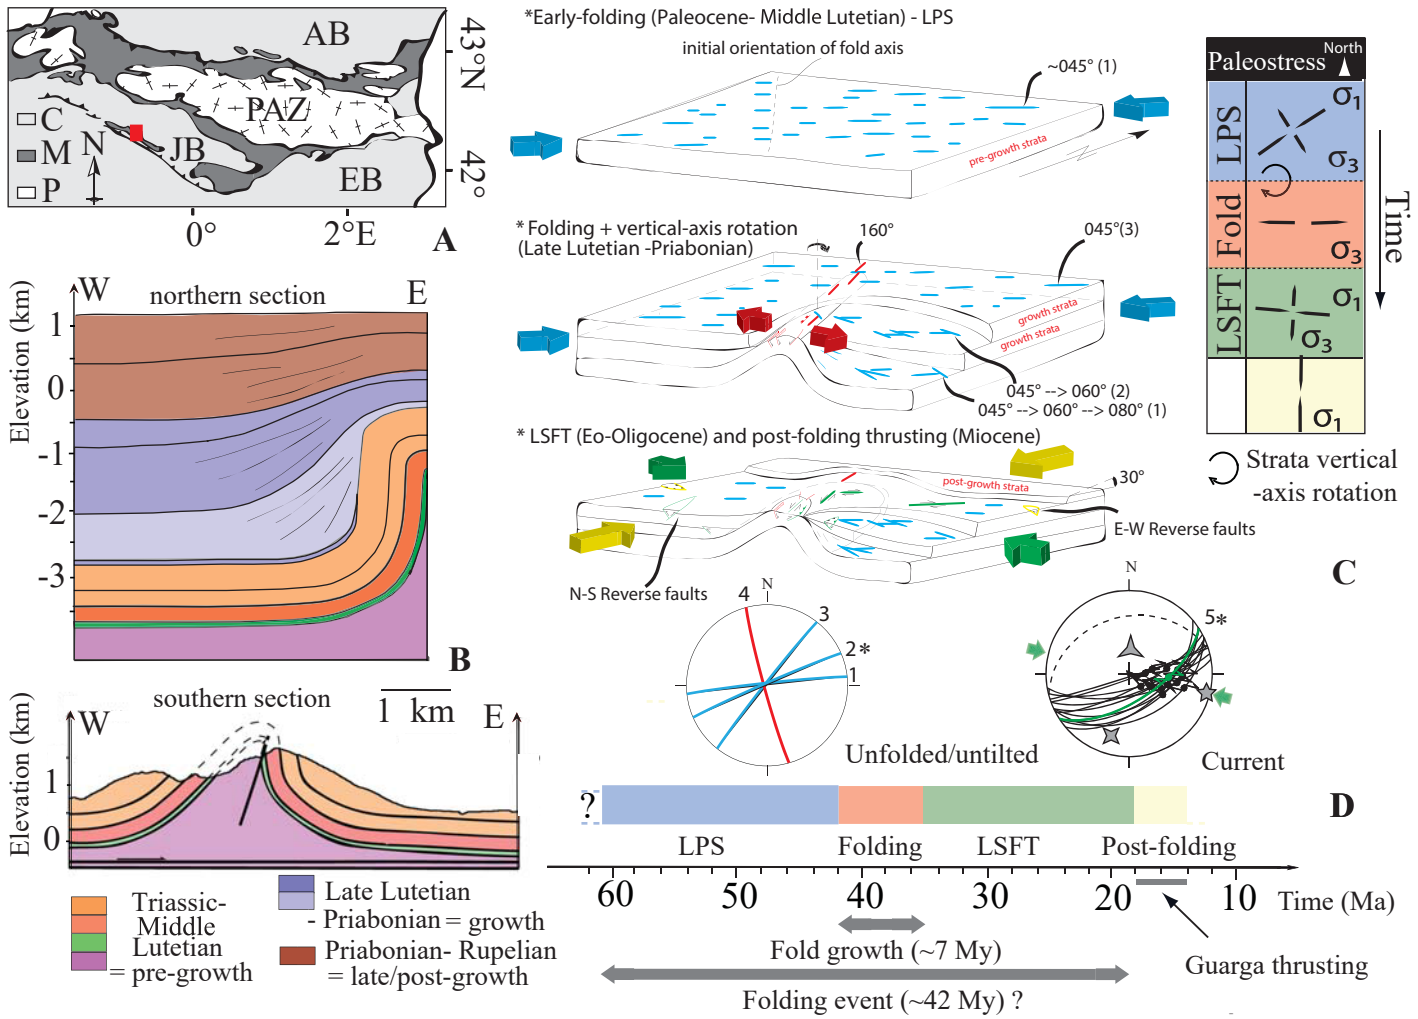 AB
43°N
PAZ
C
M
N
JB
P
EB
42°
0°
2°E
A
W
northern section
E
Elevation (km)
1
0
-1
-2
-3
B
southern section
1 km
W
E
Elevation (km)
1
0
Triassic-
Middle
Lutetian
= pre-growth
Late Lutetian
- Priabonian = growth
Priabonian- Rupelian
= late/post-growth
*Early-folding (Paleocene- Middle Lutetian) - LPS
initial orientation of fold axis
~045° (1)
pre-growth strata
* Folding + vertical-axis rotation
(Late Lutetian -Priabonian)
160°
045°(3)
growth strata
growth strata
045° --> 060° (2)
045° --> 060° --> 080° (1)
* LSFT (Eo-Oligocene) and post-folding thrusting (Miocene)
post-growth strata
30°
E-W Reverse faults
N-S Reverse faults
C
Paleostress
North
LPS
σ1
σ3
Fold
σ3
LSFT
σ1
σ3
σ1
Time
Strata vertical
-axis rotation
N
4
3
2*
1
Unfolded/untilted
N
5*
Current
D
?
LPS
Folding
LSFT
Post-folding
60
50
40
30
20
10
Time (Ma)
Fold growth (~7 My)
Guarga thrusting
Folding event (~42 My) ?